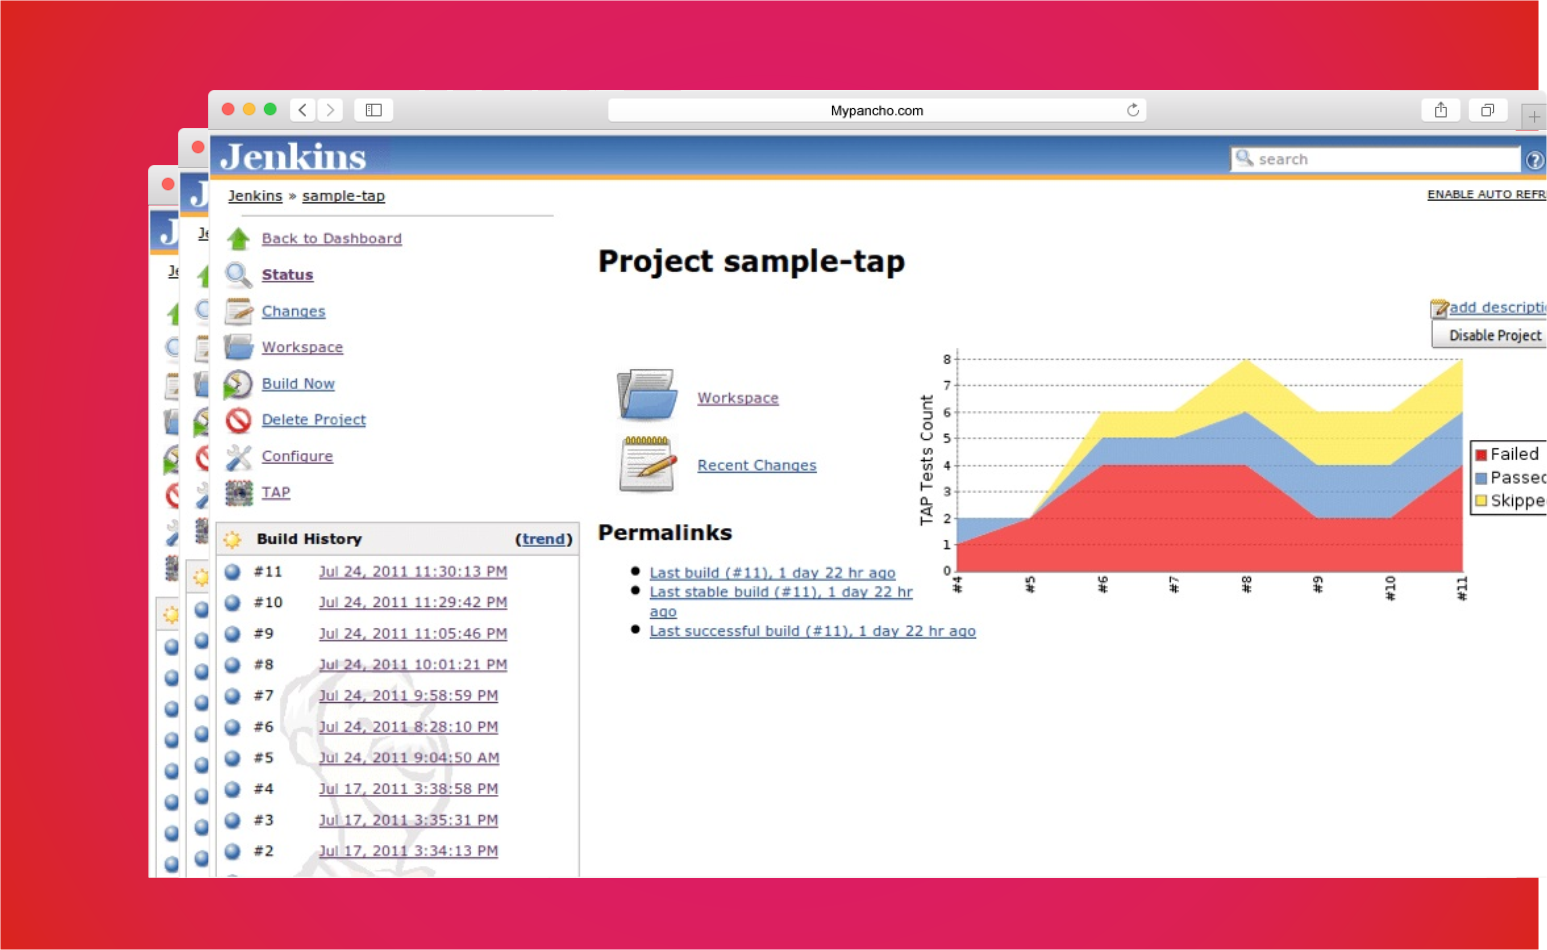 Mypancho.com
Jenkins
search
Jenkins » sample-tap
ENABLE AUTO REFR
Back to Dashboard
Status
Changes
Workspace
Build Now
Delete Project
Configure
TAP
Build History (trend)
#11 Jul 24, 2011 11:30:13 PM
#10 Jul 24, 2011 11:29:42 PM
#9 Jul 24, 2011 11:05:46 PM
#8 Jul 24, 2011 10:01:21 PM
#7 Jul 24, 2011 9:58:59 PM
#6 Jul 24, 2011 8:28:10 PM
#5 Jul 24, 2011 9:04:50 AM
#4 Jul 17, 2011 3:38:58 PM
#3 Jul 17, 2011 3:35:31 PM
#2 Jul 17, 2011 3:34:13 PM
Project sample-tap
add descripti
Disable Project
Workspace
Recent Changes
Permalinks
Last build (#11), 1 day 22 hr ago
Last stable build (#11), 1 day 22 hr
ago
Last successful build (#11), 1 day 22 hr ago
TAP Tests Count
8
7
6
5
4
3
2
1
0
#4 #5 #6 #7 #8 #9 #10 #11
Failed
Passed
Skippe
J
Je
J
Je